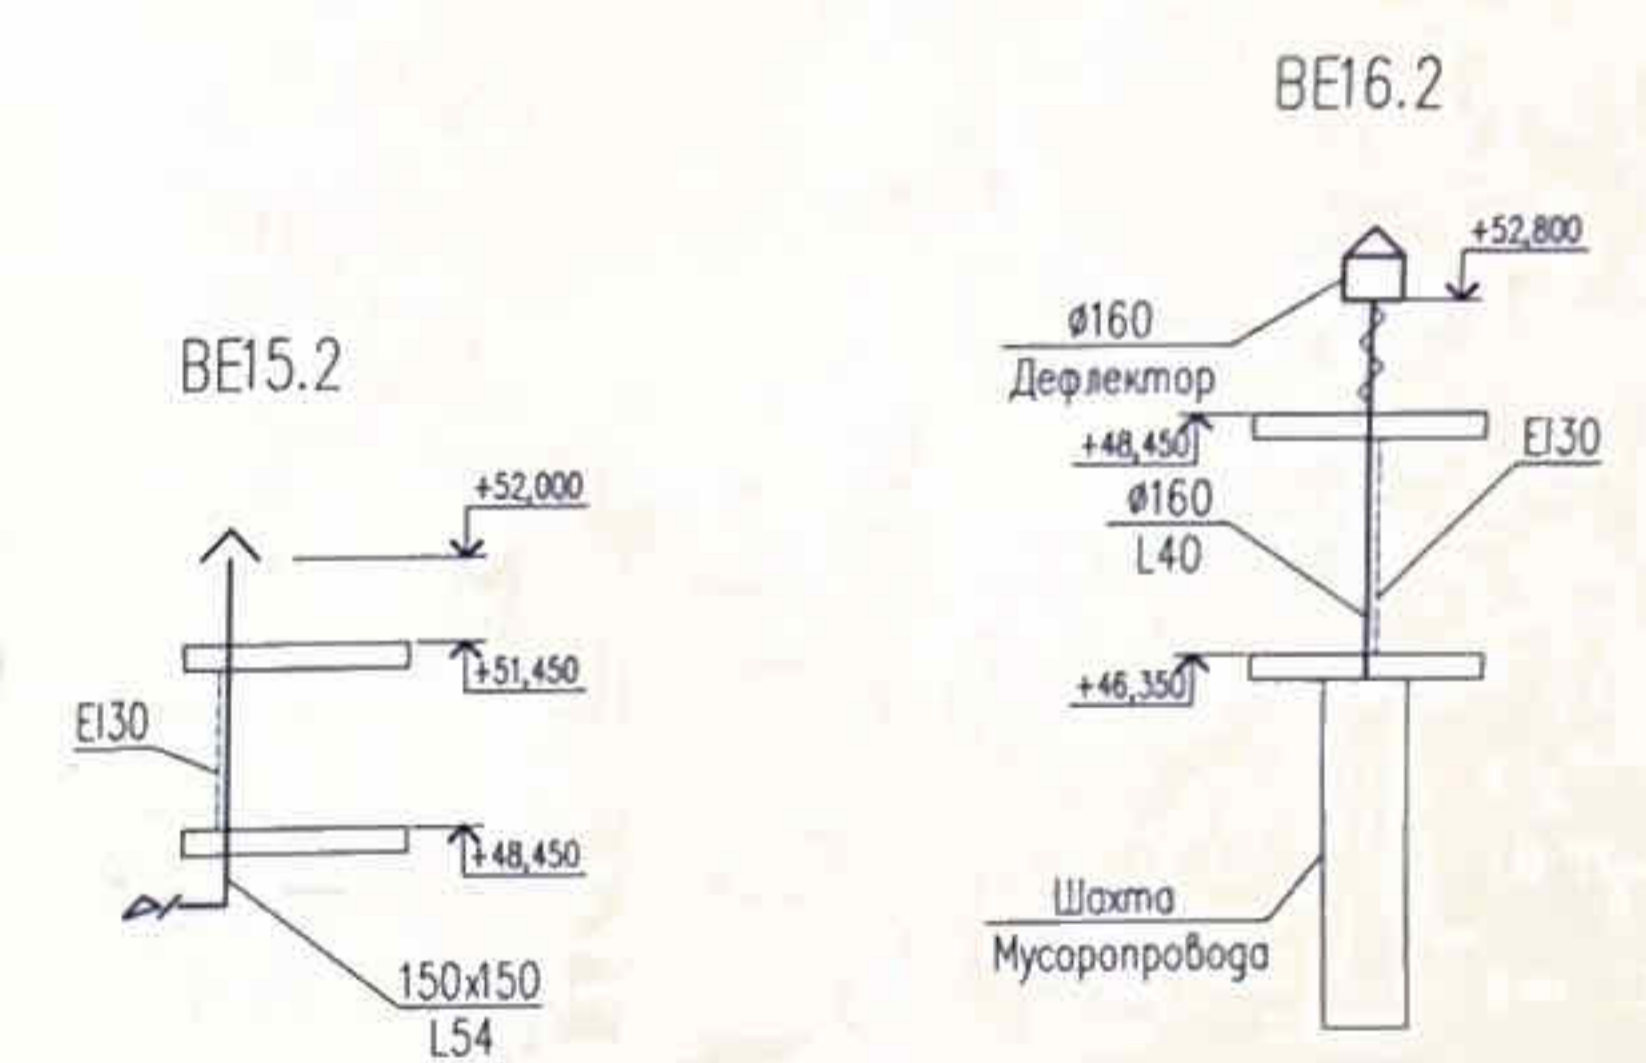 ВЕ15.2
+52,000
+51,450
EI30
+48,450
150х150
L54
ВЕ16.2
+52,800
ø160
Дефлектор
+48,450
EI30
ø160
L40
+46,350
Шахта
Мусоропровода